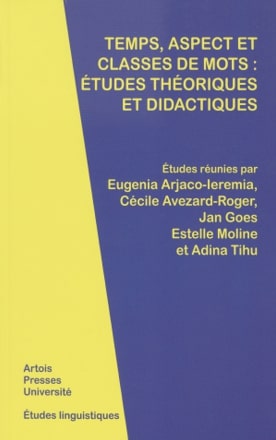 TEMPS, ASPECT ET
CLASSES DE MOTS :
ÉTUDES THÉORIQUES
ET DIDACTIQUES
Études réunies par
Eugenia Arjaco-Ieremia,
Cécile Avezard-Roger,
Jan Goes
Estelle Moline
et Adina Tihu
Artois
Presses
Université
Études linguistiques